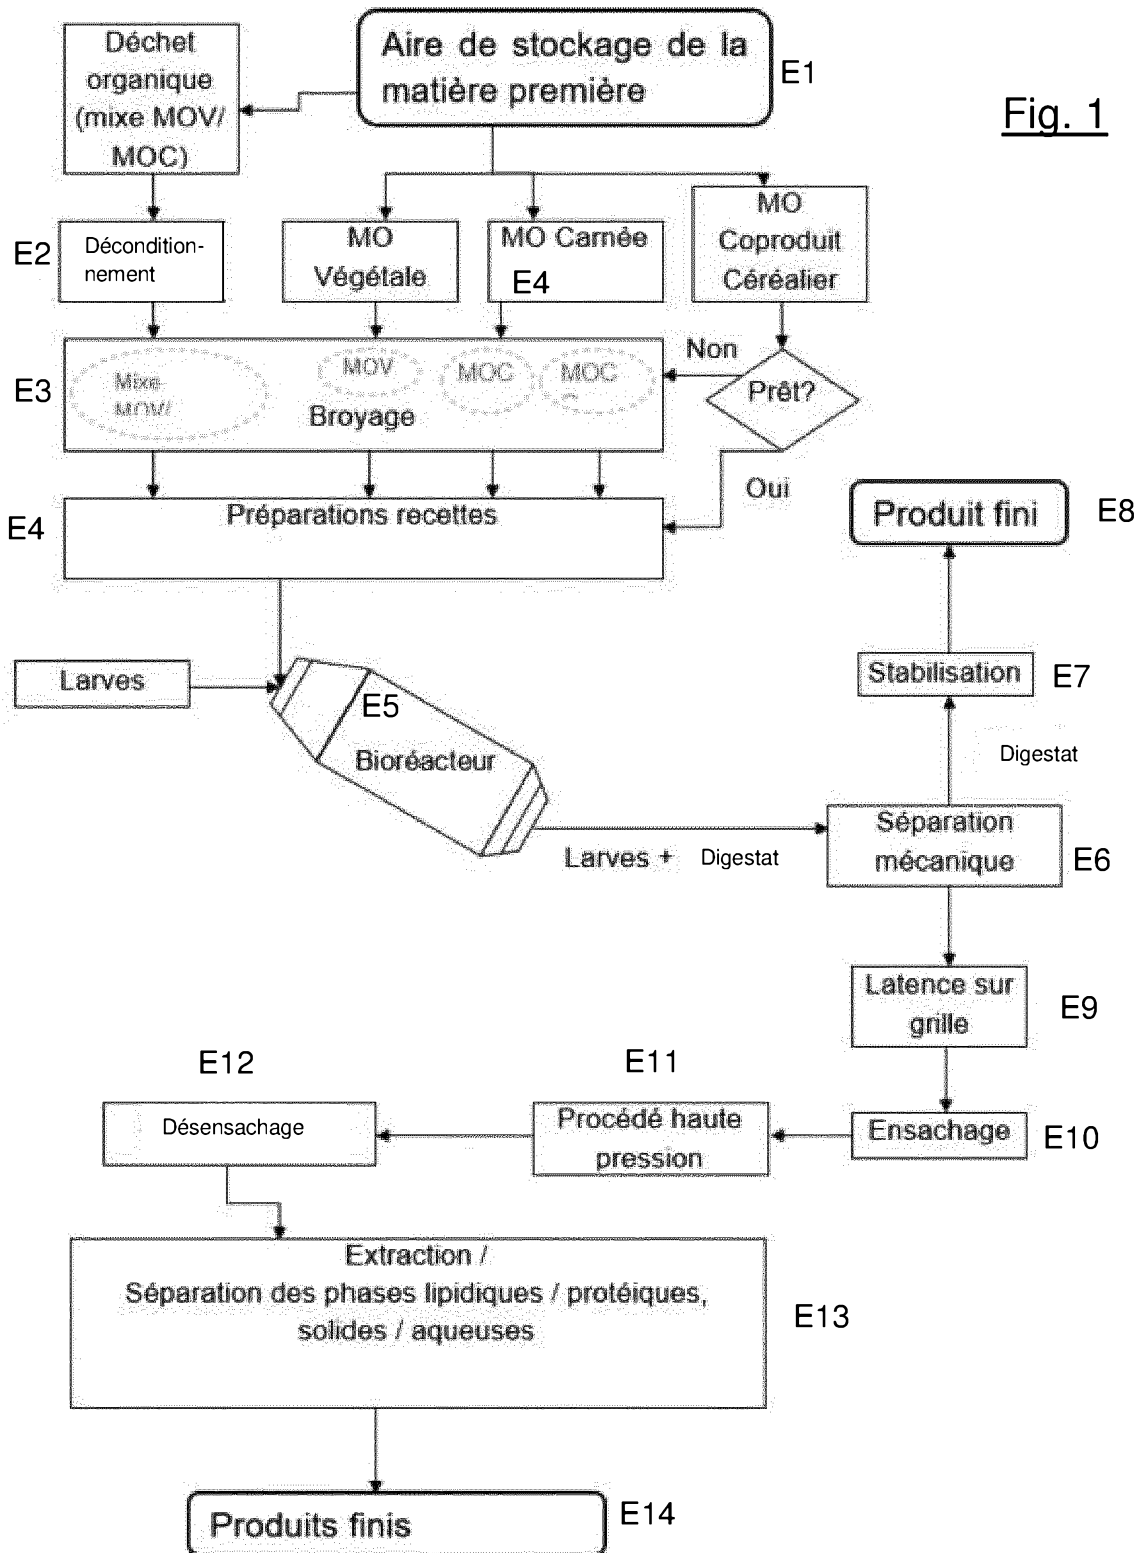 Déchet
organique
(mixe MOV/
MOC)
Aire de stockage de la
matière première
E1
Fig. 1
E2
Décondition-
nement
MO
Végétale
MO Carnée
E4
MO
Coproduit
Céréalier
E3
Mixe
MOV/
MOV
MOC
MOC
Broyage
Non
Prêt?
Oui
E4
Préparations recettes
Produit fini
E8
Larves
E5
Bioréacteur
Stabilisation
E7
Digestat
Larves + Digestat
Séparation
mécanique
E6
Latence sur
grille
E9
E12
E11
Désensachage
Procédé haute
pression
Ensachage
E10
Extraction /
Séparation des phases lipidiques / protéiques,
solides / aqueuses
E13
Produits finis
E14